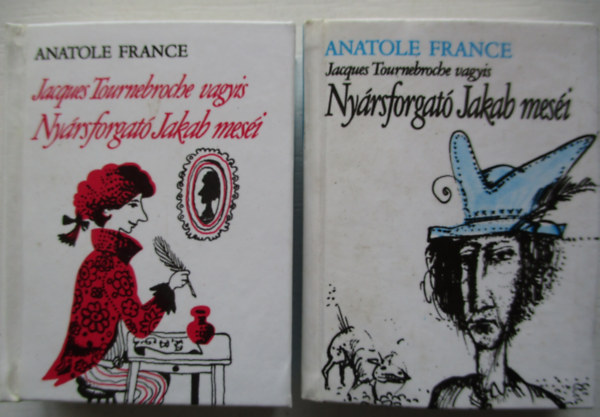 ANATOLE FRANCE
Jacques Tournebroche vagyis
Nyársforgató Jakab meséi
ANATOLE FRANCE
Jacques Tournebroche vagyis
Nyársforgató Jakab meséi